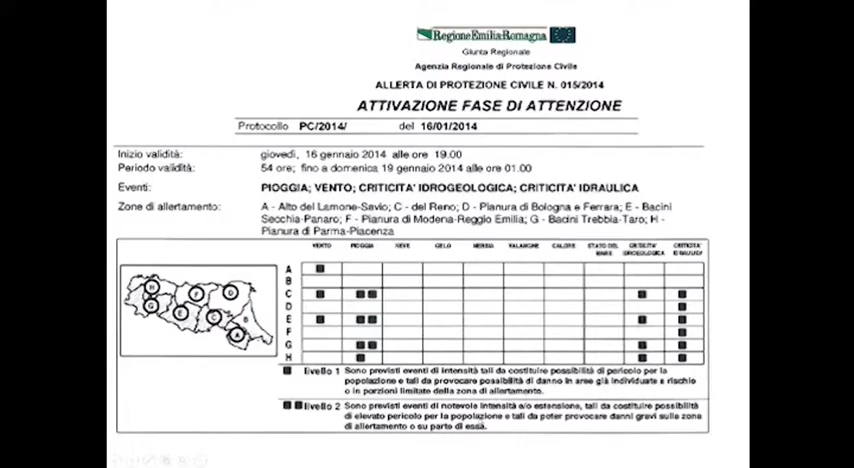 RegioneEmilia-Romagna
Giunta Regionale
Agenzia Regionale di Protezione Civile
ALLERTA DI PROTEZIONE CIVILE N. 015/2014
ATTIVAZIONE FASE DI ATTENZIONE
Protocollo PC/2014/ del 16/01/2014
Inizio validità: giovedì, 16 gennaio 2014 alle ore 19.00
Periodo validità: 54 ore; fino a domenica 19 gennaio 2014 alle ore 01.00
Eventi: PIOGGIA; VENTO; CRITICITA' IDROGEOLOGICA; CRITICITA' IDRAULICA
Zone di allertamento: A - Alto del Lamone-Savio; C - del Reno; D - Pianura di Bologna e Ferrara; E - Bacini
Secchia-Panaro; F - Pianura di Modena-Reggio Emilia; G - Bacini Trebbia-Taro; H -
Pianura di Parma-Piacenza
VENTO PIOGGIA NEVE GELO NEBBIA VALANGHE CALORE STATO DEL MARE CRITICITA' IDROGEOLOGICA CRITICITA' IDRAULICA
A
B
C
D
E
F
G
H
H F D
G E C B
A
livello 1 Sono previsti eventi di intensità tali da costituire possibilità di pericolo per la
popolazione e tali da provocare possibilità di danno in aree già individuate a rischio
o in porzioni limitate della zona di allertamento.
livello 2 Sono previsti eventi di notevole intensità e/o estensione, tali da costituire possibilità
di elevato pericolo per la popolazione e tali da poter provocare danni gravi sulla zona
di allertamento o su parte di essa.